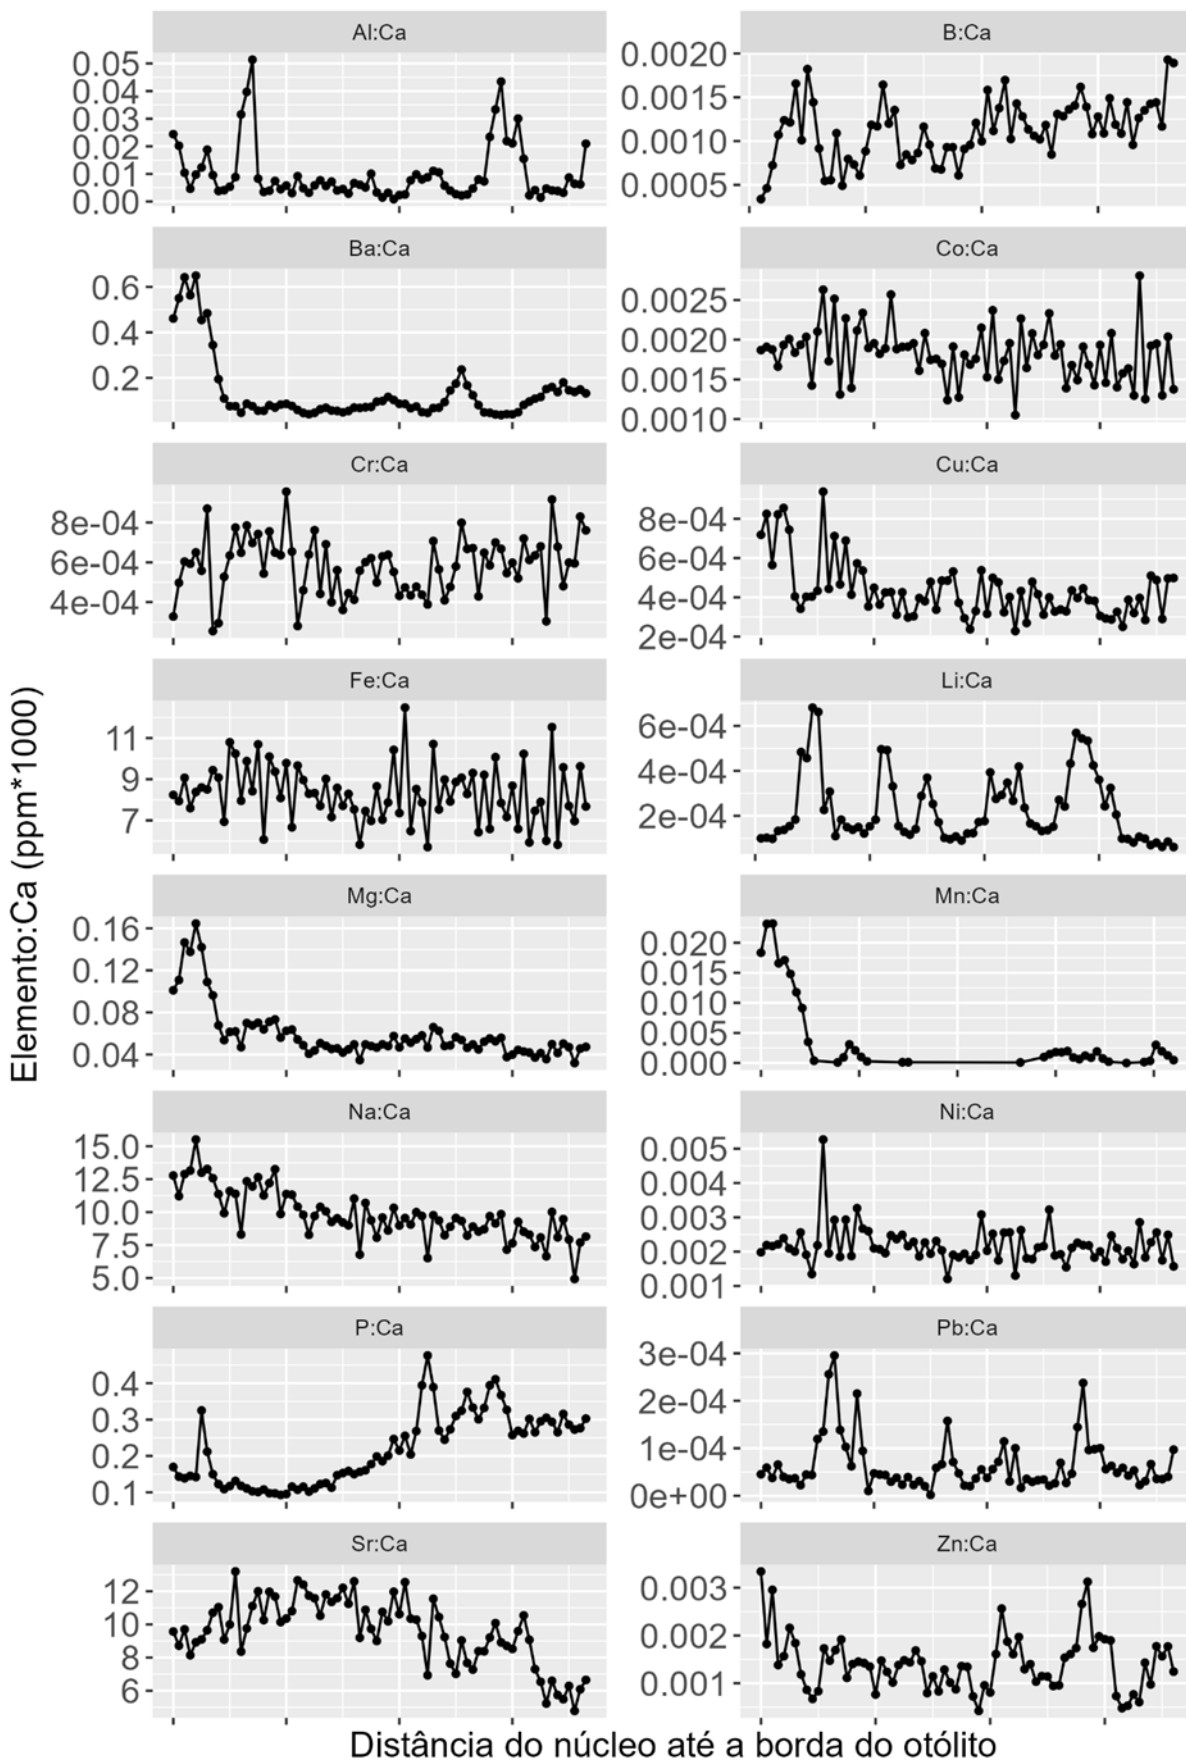 Al:Ca
0.05
0.04
0.03
0.02
0.01
0.00
B:Ca
0.0020
0.0015
0.0010
0.0005
Ba:Ca
0.6
0.4
0.2
Co:Ca
0.0025
0.0020
0.0015
0.0010
Cr:Ca
8e-04
6e-04
4e-04
Cu:Ca
8e-04
6e-04
4e-04
2e-04
Elemento:Ca (ppm*1000)
Fe:Ca
11
9
7
Li:Ca
6e-04
4e-04
2e-04
Mg:Ca
0.16
0.12
0.08
0.04
Mn:Ca
0.020
0.015
0.010
0.005
0.000
Na:Ca
15.0
12.5
10.0
7.5
5.0
Ni:Ca
0.005
0.004
0.003
0.002
0.001
P:Ca
0.4
0.3
0.2
0.1
Pb:Ca
3e-04
2e-04
1e-04
0e+00
Sr:Ca
12
10
8
6
Zn:Ca
0.003
0.002
0.001
Distância do núcleo até a borda do otólito